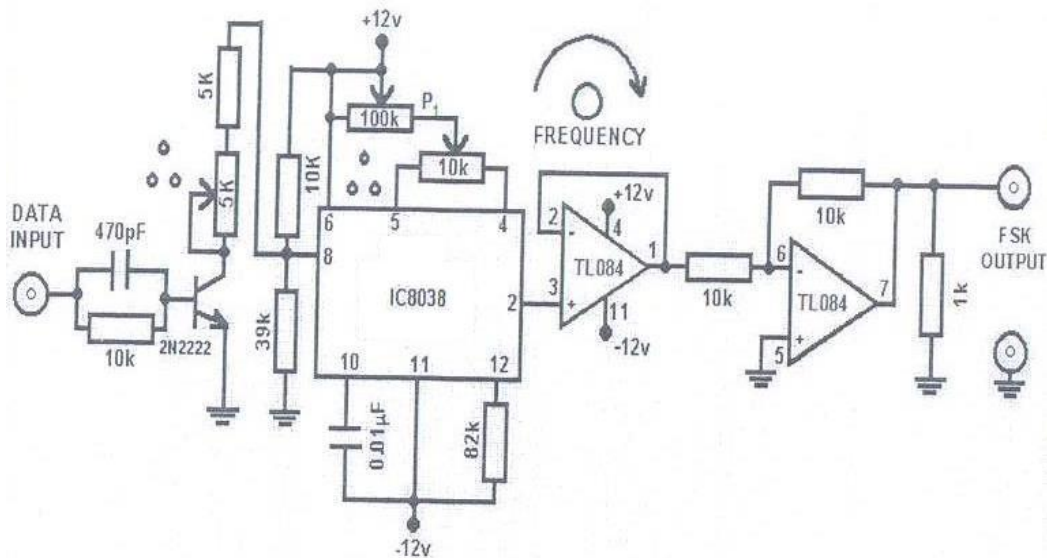 +12v
5K
10K
100k
P1
10k
FREQUENCY
5K
DATA
INPUT
470pF
10k
2N2222
39k
6
5
4
8
IC8038
2
10
11
12
0.01µF
82k
-12v
+12v
2
-
4
TL084
1
3
+
11
-12v
10k
10k
6
-
TL084
7
5
+
1k
FSK
OUTPUT